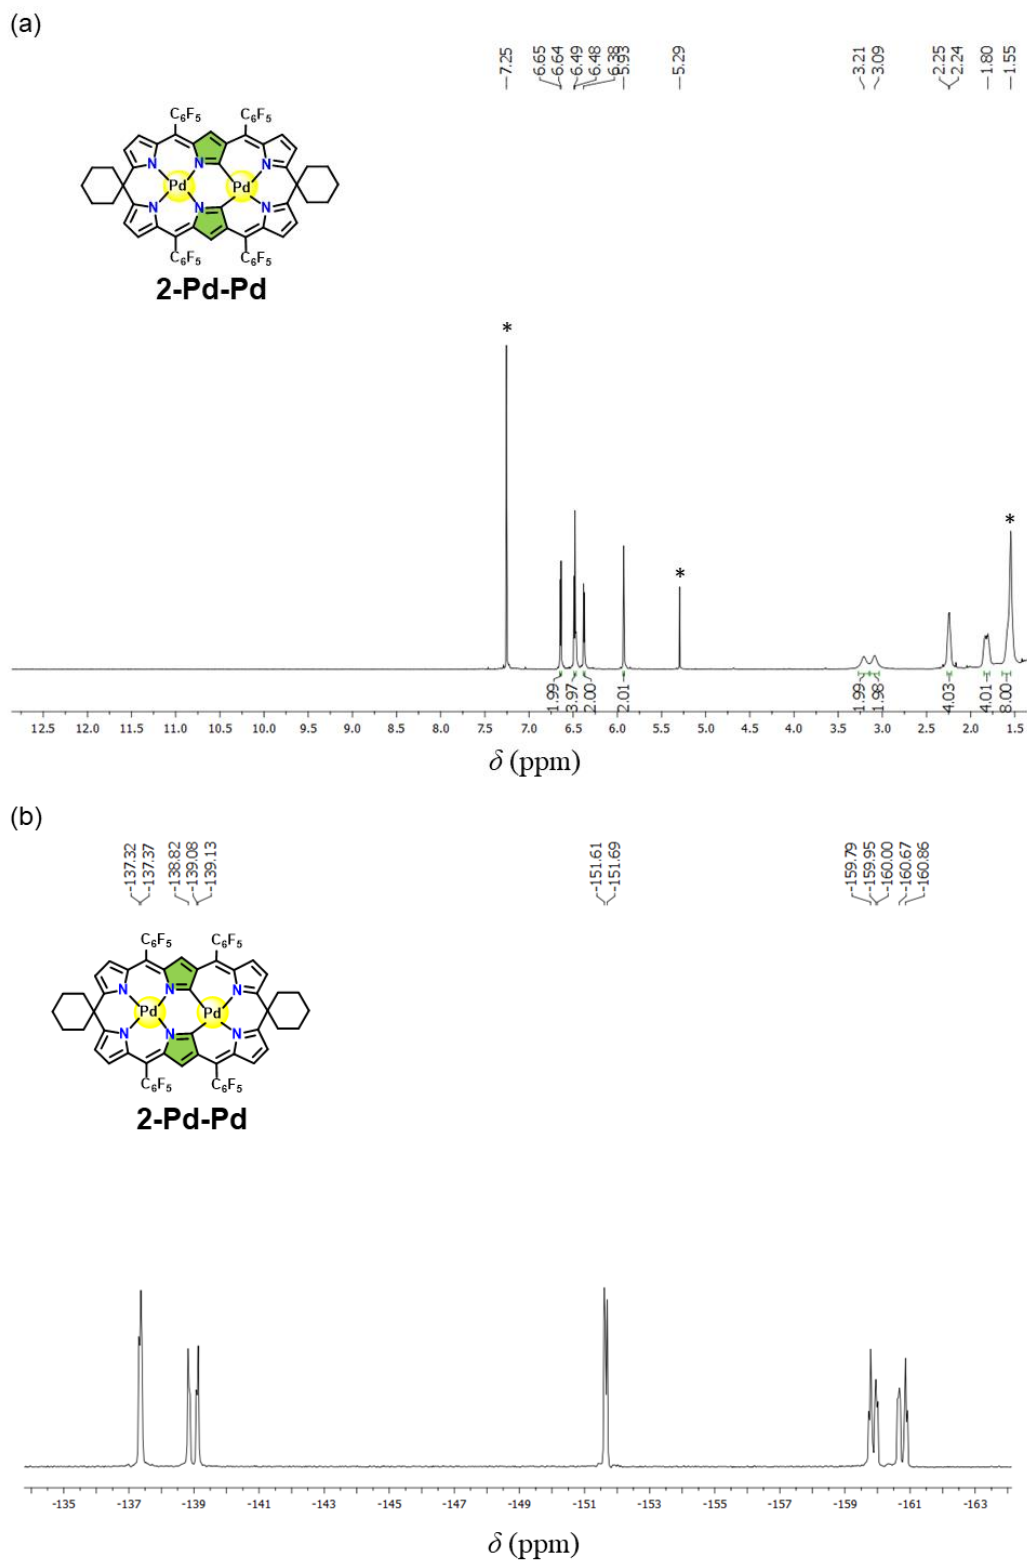 (a)
7.25
6.65
6.64
6.49
6.48
6.38
5.93
5.29
3.21
3.09
2.25
2.24
1.80
1.55
C6F5 C6F5
N N N
Pd Pd
N N N
C6F5 C6F5
2-Pd-Pd
*
*
*
1.99
3.97
2.00
2.01
1.99
1.98
4.03
4.01
8.00
12.5 12.0 11.5 11.0 10.5 10.0 9.5 9.0 8.5 8.0 7.5 7.0 6.5 6.0 5.5 5.0 4.5 4.0 3.5 3.0 2.5 2.0 1.5
δ (ppm)
(b)
-137.32
-137.37
-138.82
-139.08
-139.13
-151.61
-151.69
-159.79
-159.95
-160.00
-160.67
-160.86
C6F5 C6F5
N N N
Pd Pd
N N N
C6F5 C6F5
2-Pd-Pd
-135 -137 -139 -141 -143 -145 -147 -149 -151 -153 -155 -157 -159 -161 -163
δ (ppm)